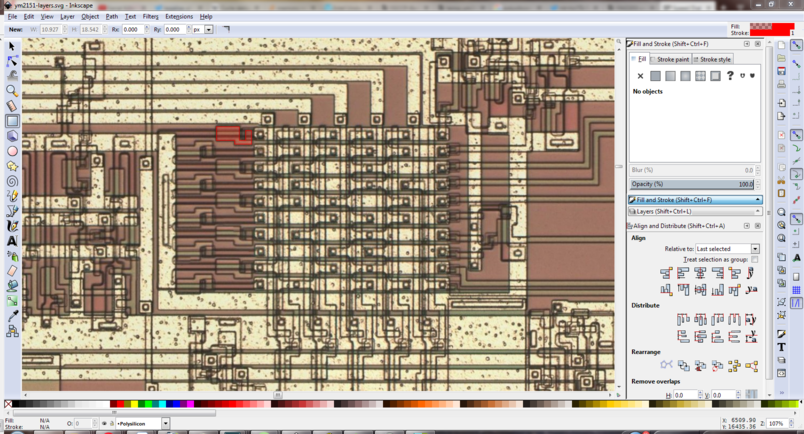 ym2151-layers.svg - Inkscape
File Edit View Layer Object Path Text Filters Extensions Help
New: W: 10.927 H: 18.542 Rx: 0.000 Ry: 0.000 px
Fill:
Stroke: 1
Fill and Stroke (Shift+Ctrl+F)
Fill Stroke paint Stroke style
No objects
Blur (%) 0.0
Opacity (%) 100.0
Fill and Stroke (Shift+Ctrl+F)
Layers (Shift+Ctrl+L)
Align and Distribute (Shift+Ctrl+A)
Align
Relative to: Last selected
Treat selection as group:
Distribute
Rearrange
Remove overlaps
H: 0.0 V: 0.0
Fill: N/A
Stroke: N/A
O: 0
•Polysilicon
X: 6509.90
Y: 16435.36
Z: 107%